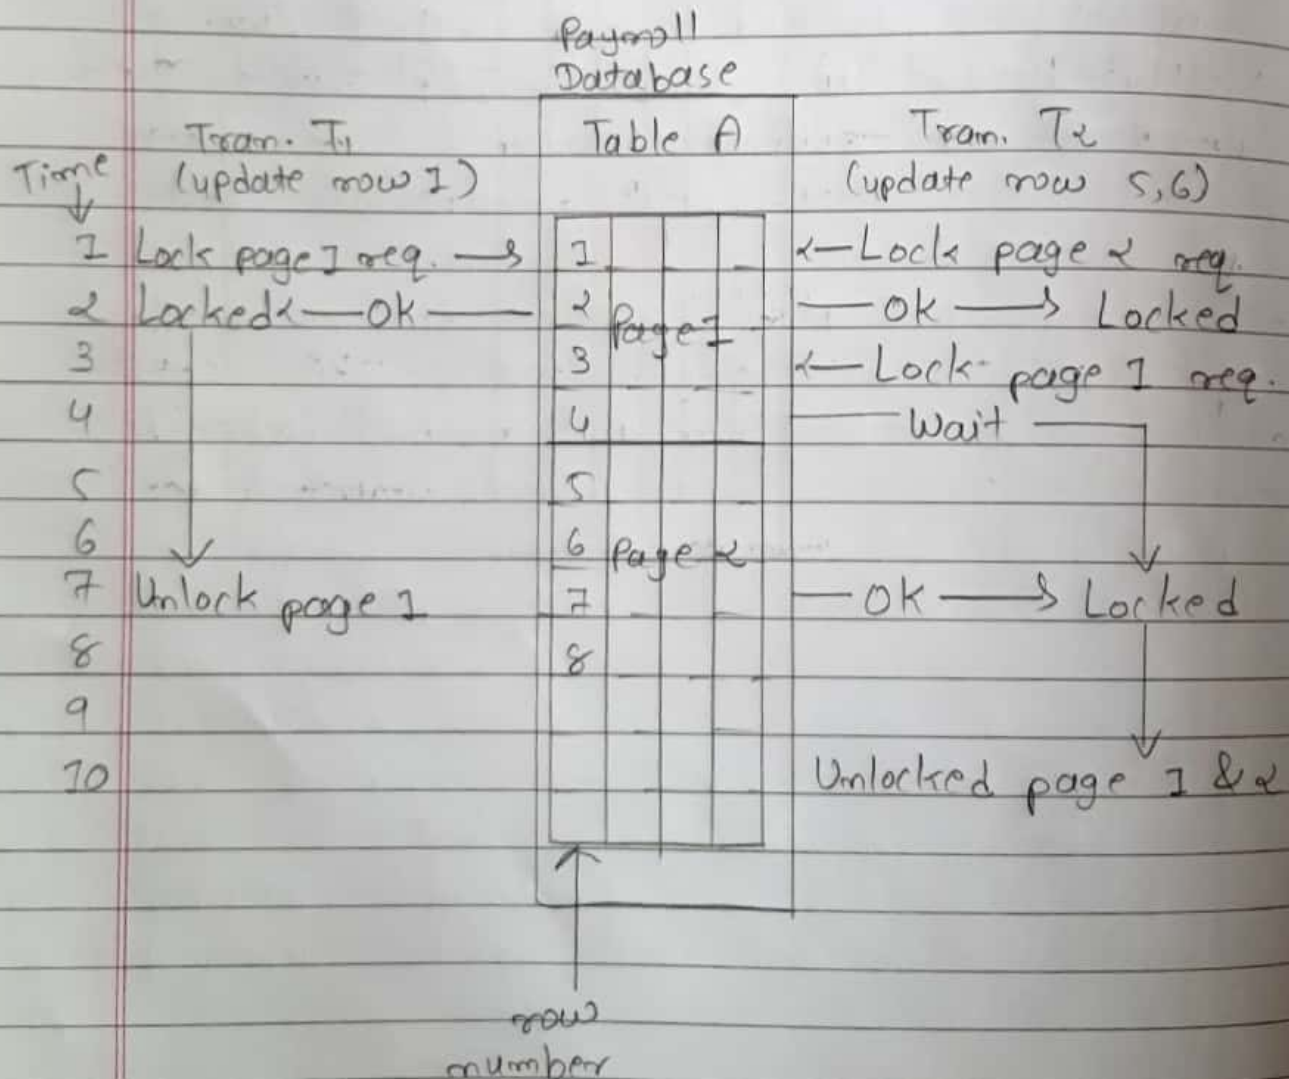 Payroll
Database
Tran. T1 Table A Tran. T2
Time (update row 1) (update row 5,6)
1 Lock page 1 req. → 1 ← Lock page 2 req.
2 Locked ← OK — 2 Page 1 — OK → Locked
3 3 ← Lock page 1 req.
4 4 — Wait
5 5
6 6 Page 2
7 Unlock page 1 7 — OK → Locked
8 8
9
10 Unlocked page 1 & 2
row
number